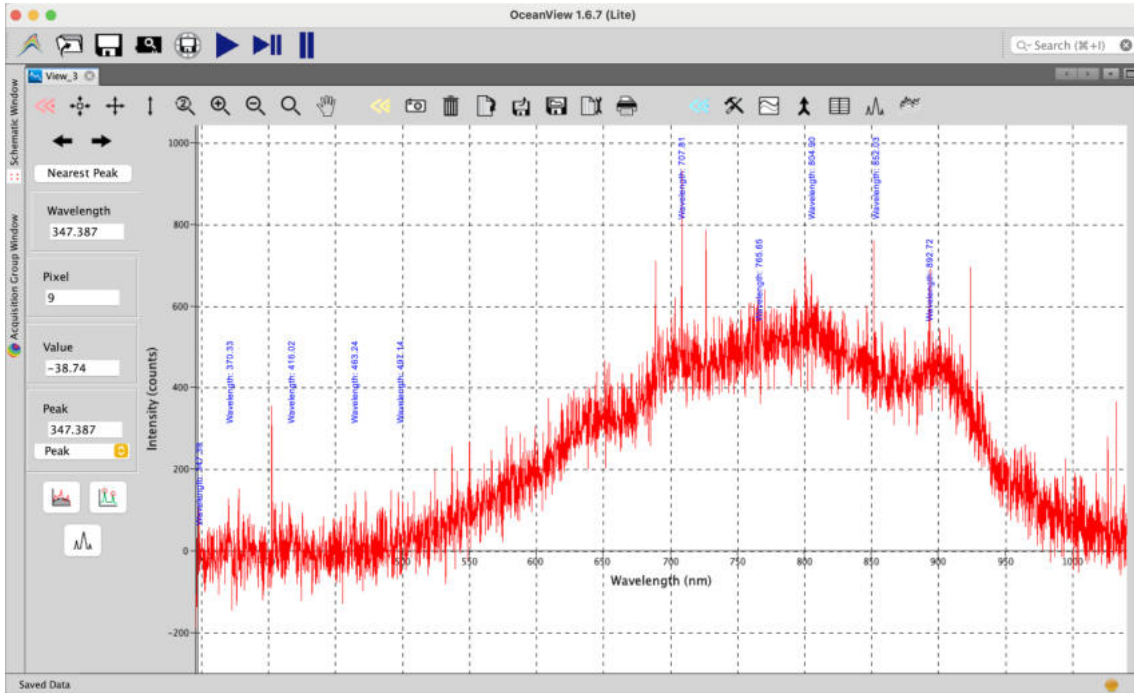 OceanView 1.6.7 (Lite)
Search (⌘+I)
View_3
Schematic Window
Acquisition Group Window
Nearest Peak
Wavelength
347.387
Pixel
9
Value
-38.74
Peak
347.387
Peak
Intensity (counts)
1000
800
600
400
200
0
-200
Wavelength: 347.38
Wavelength: 370.33
Wavelength: 416.02
Wavelength: 463.24
Wavelength: 497.14
Wavelength: 707.81
Wavelength: 765.65
Wavelength: 804.90
Wavelength: 852.03
Wavelength: 892.72
500 550 600 650 700 750 800 850 900 950 1000
Wavelength (nm)
Saved Data